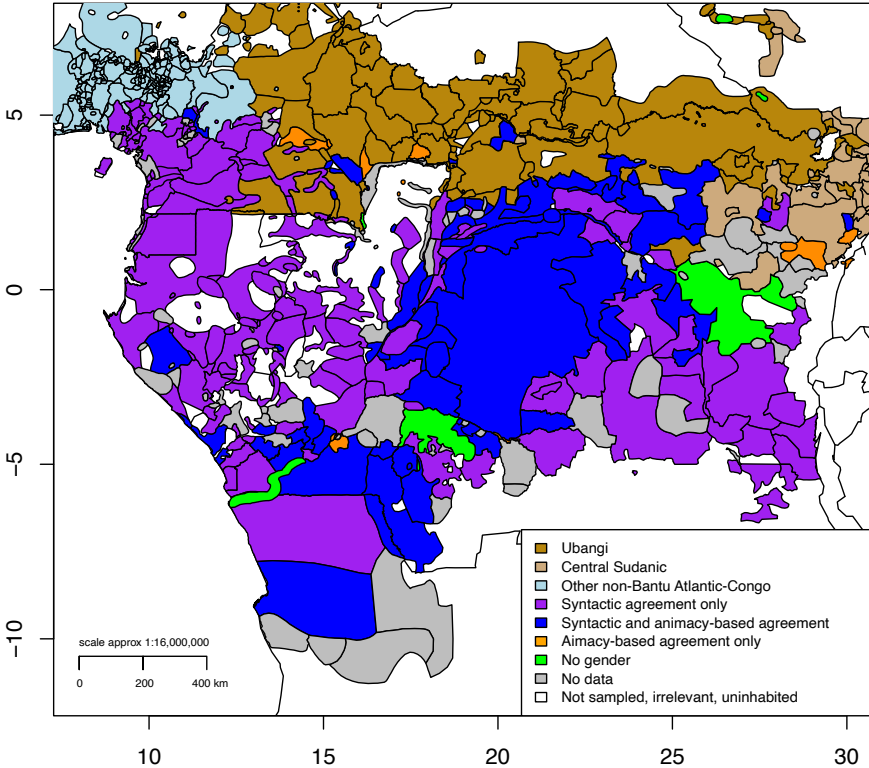 5
0
−5
−10
scale approx 1:16,000,000
0 200 400 km
Ubangi
Central Sudanic
Other non-Bantu Atlantic-Congo
Syntactic agreement only
Syntactic and animacy-based agreement
Aimacy-based agreement only
No gender
No data
Not sampled, irrelevant, uninhabited
10 15 20 25 30